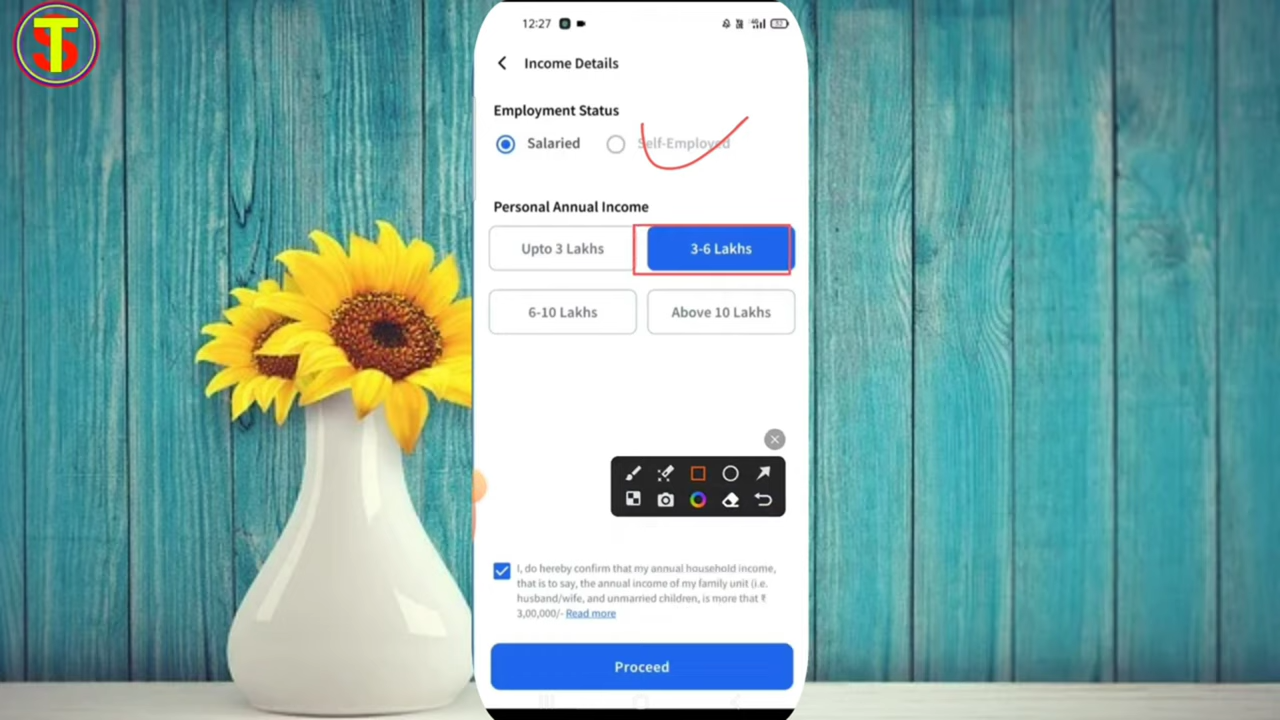 TS
12:27
Income Details
Employment Status
Salaried
Self-Employed
Personal Annual Income
Upto 3 Lakhs
3-6 Lakhs
6-10 Lakhs
Above 10 Lakhs
I, do hereby confirm that my annual household income,
that is to say, the annual income of my family unit (i.e.
husband/wife, and unmarried children, is more that ₹
3,00,000/- Read more
Proceed